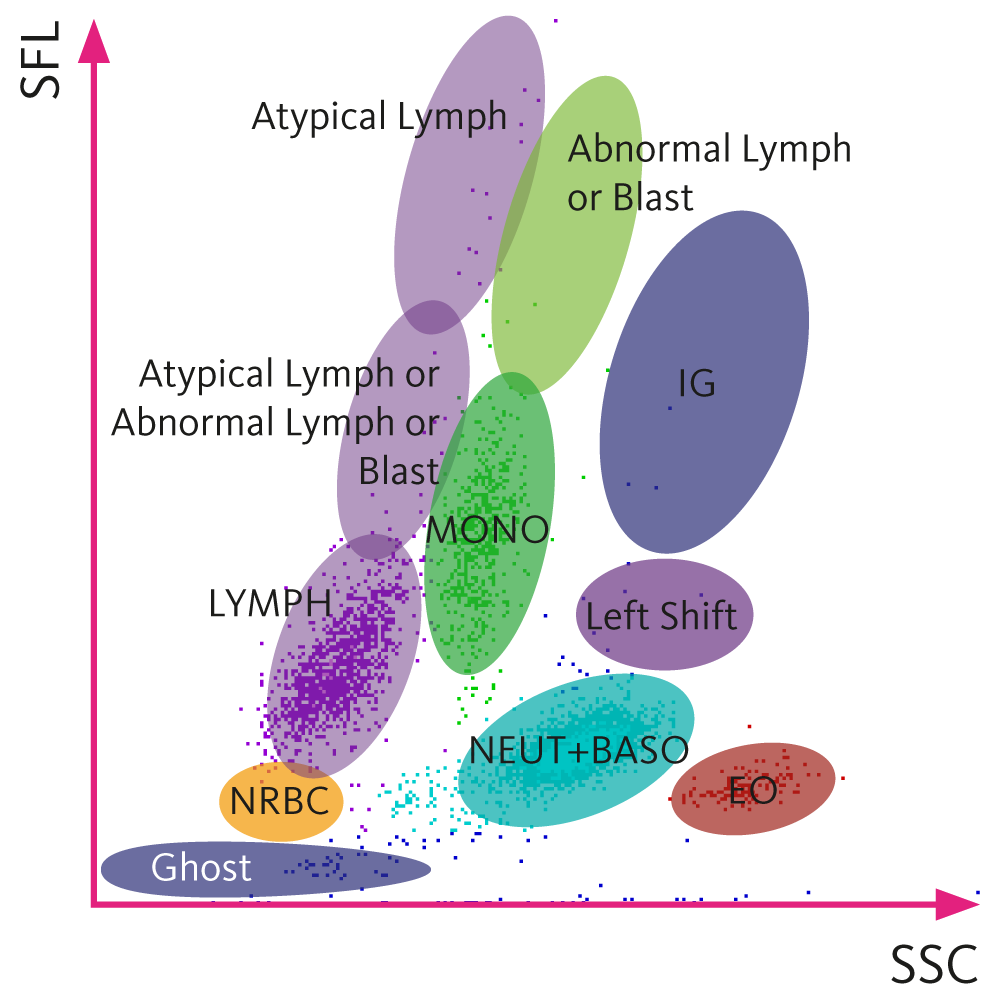 SFL
Atypical Lymph
Abnormal Lymph
or Blast
Atypical Lymph or
Abnormal Lymph or
Blast
IG
MONO
LYMPH
Left Shift
NEUT+BASO
EO
NRBC
Ghost
SSC